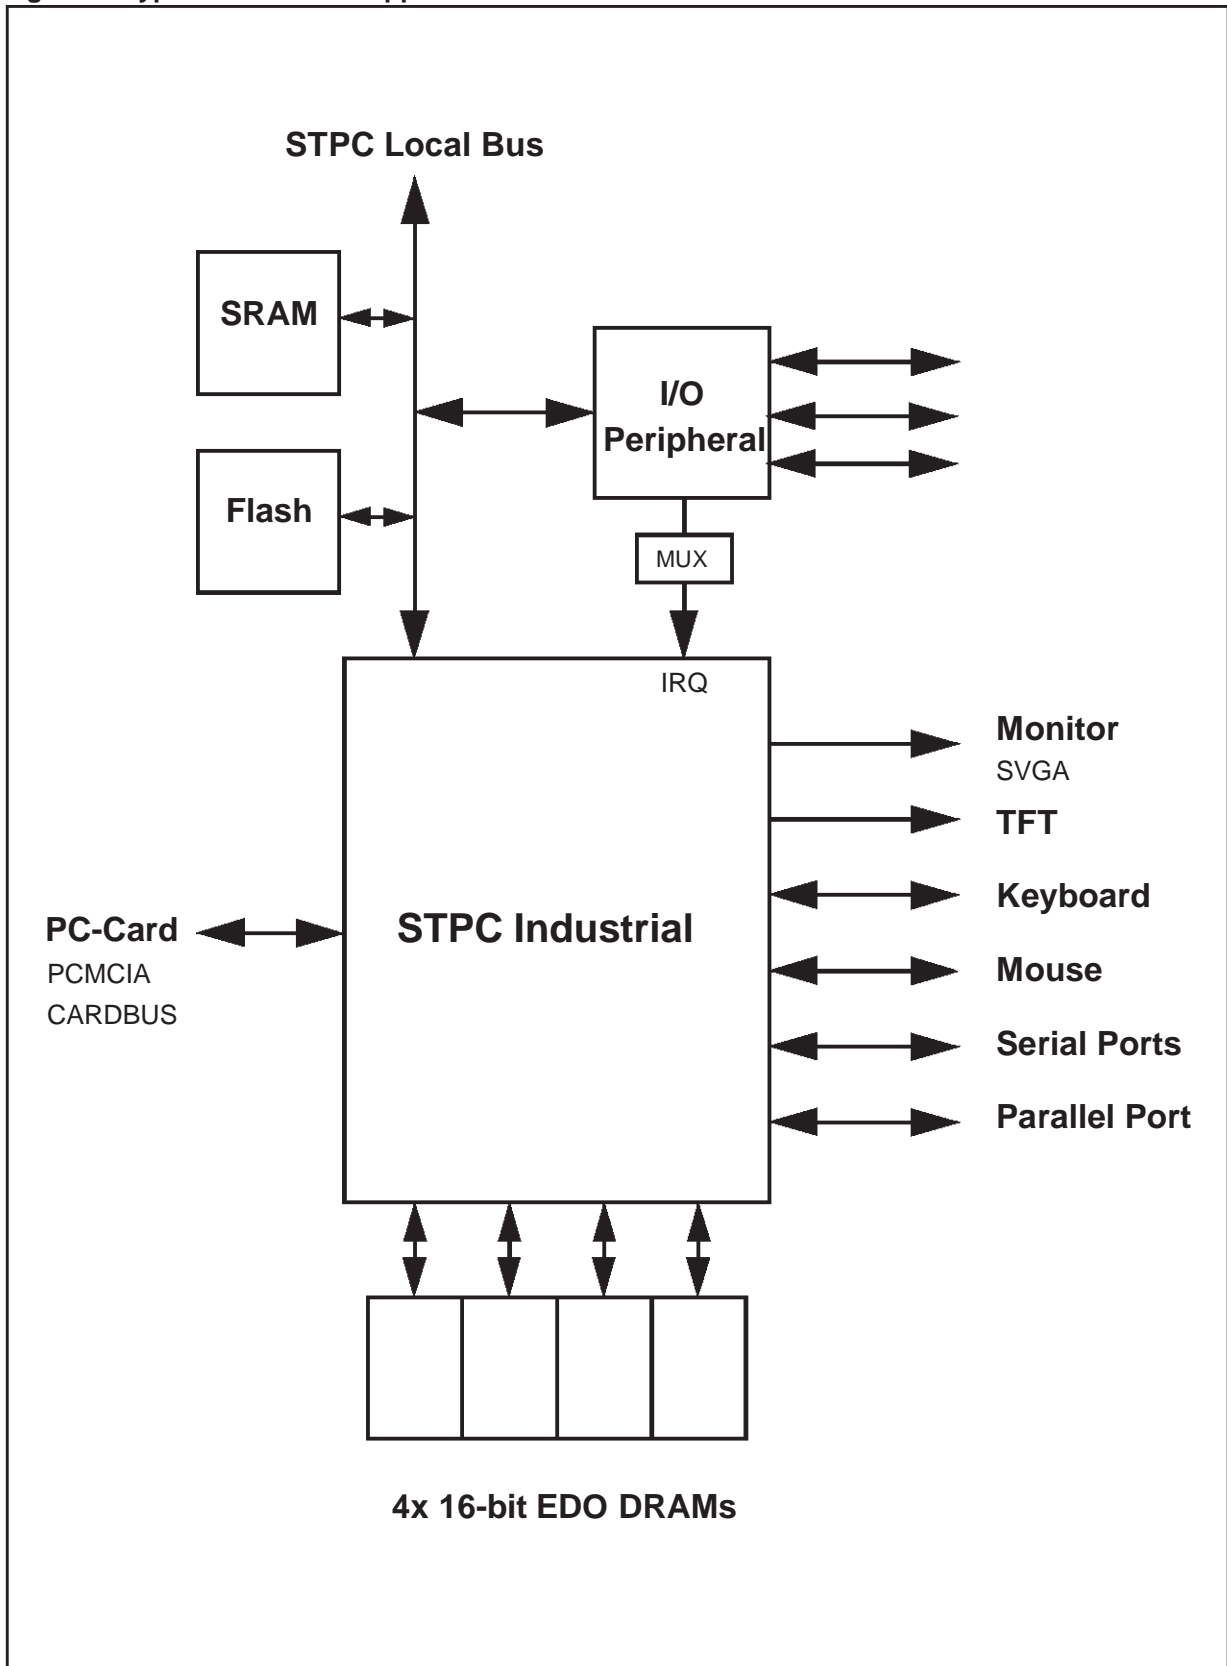 STPC Local Bus
SRAM
I/O
Peripheral
Flash
MUX
IRQ
Monitor
SVGA
TFT
Keyboard
PC-Card
STPC Industrial
PCMCIA
Mouse
CARDBUS
Serial Ports
Parallel Port
4x 16-bit EDO DRAMs